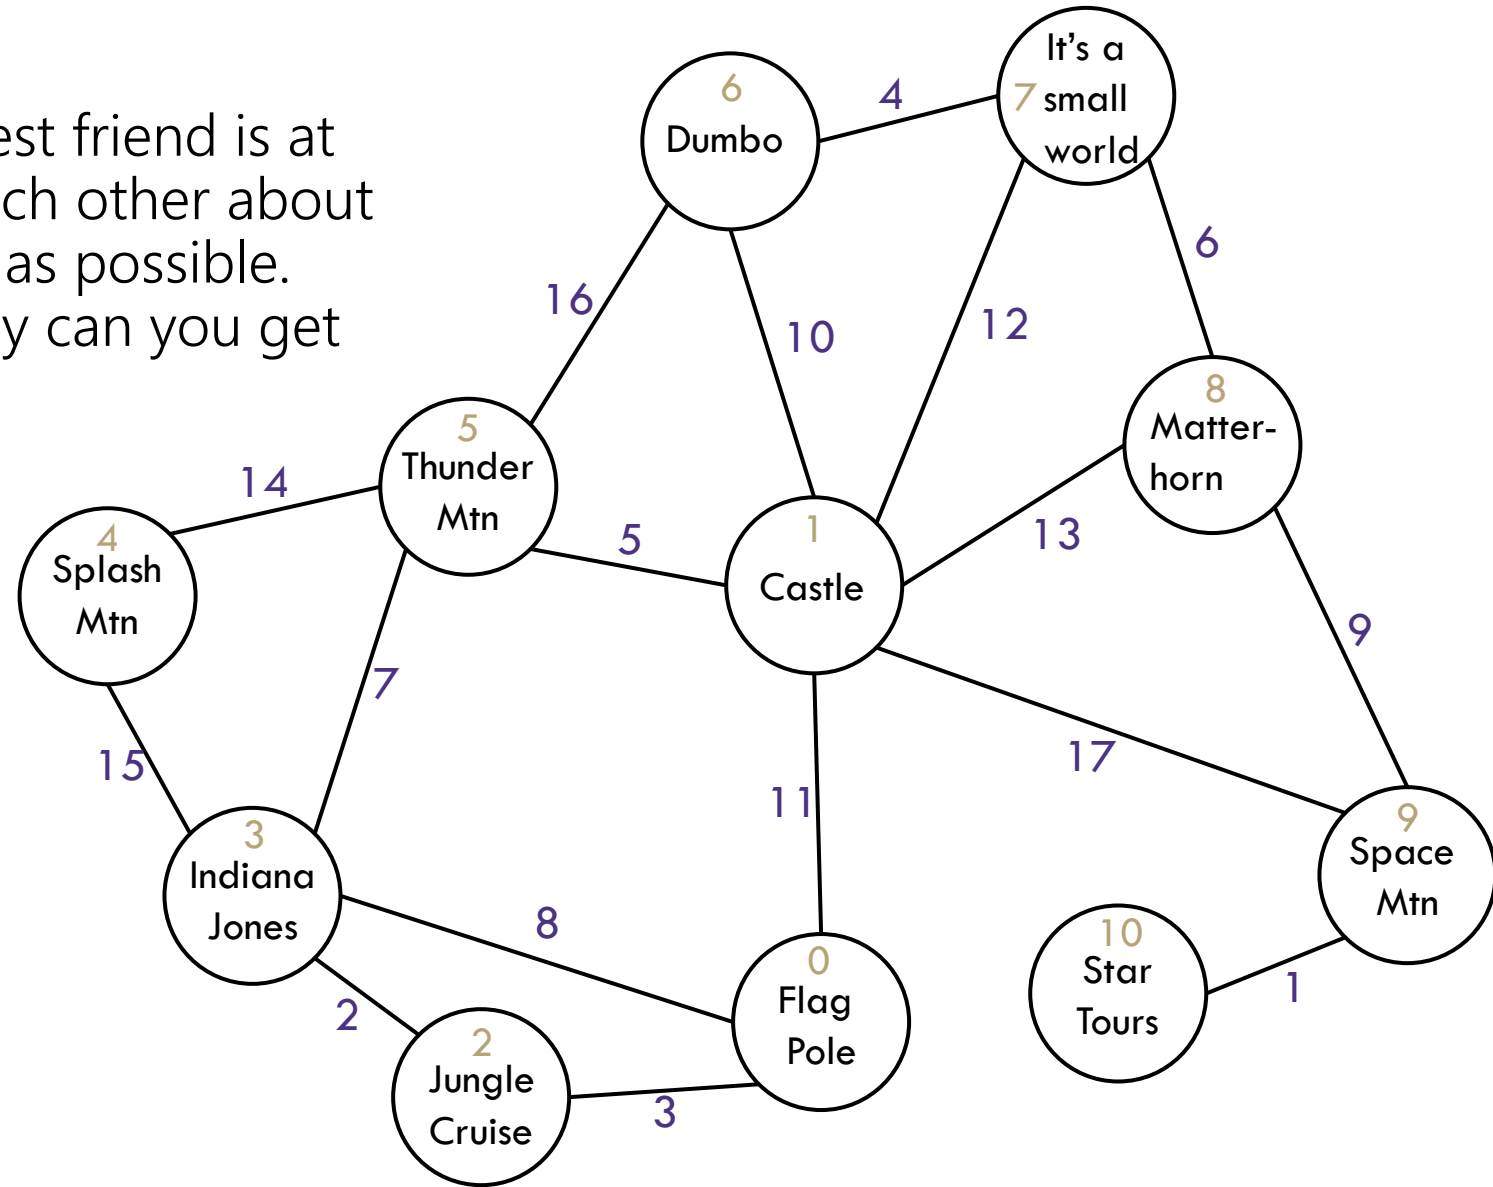 est friend is at
ch other about
as possible.
y can you get
6
Dumbo
4
It's a
7 small
world
6
16
10
12
8
Matter-
horn
5
Thunder
Mtn
14
4
Splash
Mtn
5
1
Castle
13
9
7
15
17
11
3
Indiana
Jones
8
9
Space
Mtn
0
Flag
Pole
10
Star
Tours
1
2
2
Jungle
Cruise
3